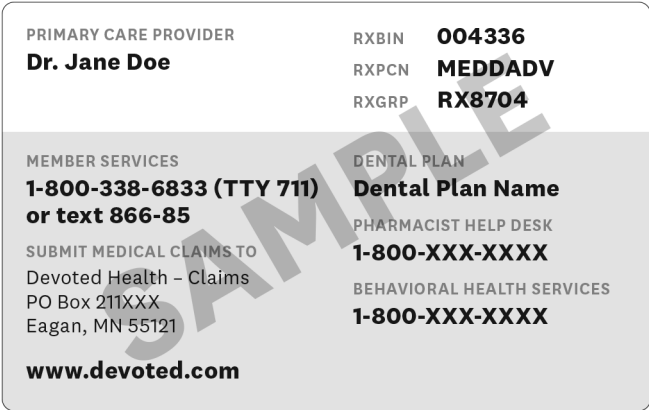 PRIMARY CARE PROVIDER
Dr. Jane Doe
RXBIN 004336
RXPCN MEDDADV
RXGRP RX8704
MEMBER SERVICES
1-800-338-6833 (TTY 711)
or text 866-85
SUBMIT MEDICAL CLAIMS TO
Devoted Health – Claims
PO Box 211XXX
Eagan, MN 55121
www.devoted.com
DENTAL PLAN
Dental Plan Name
PHARMACIST HELP DESK
1-800-XXX-XXXX
BEHAVIORAL HEALTH SERVICES
1-800-XXX-XXXX
SAMPLE